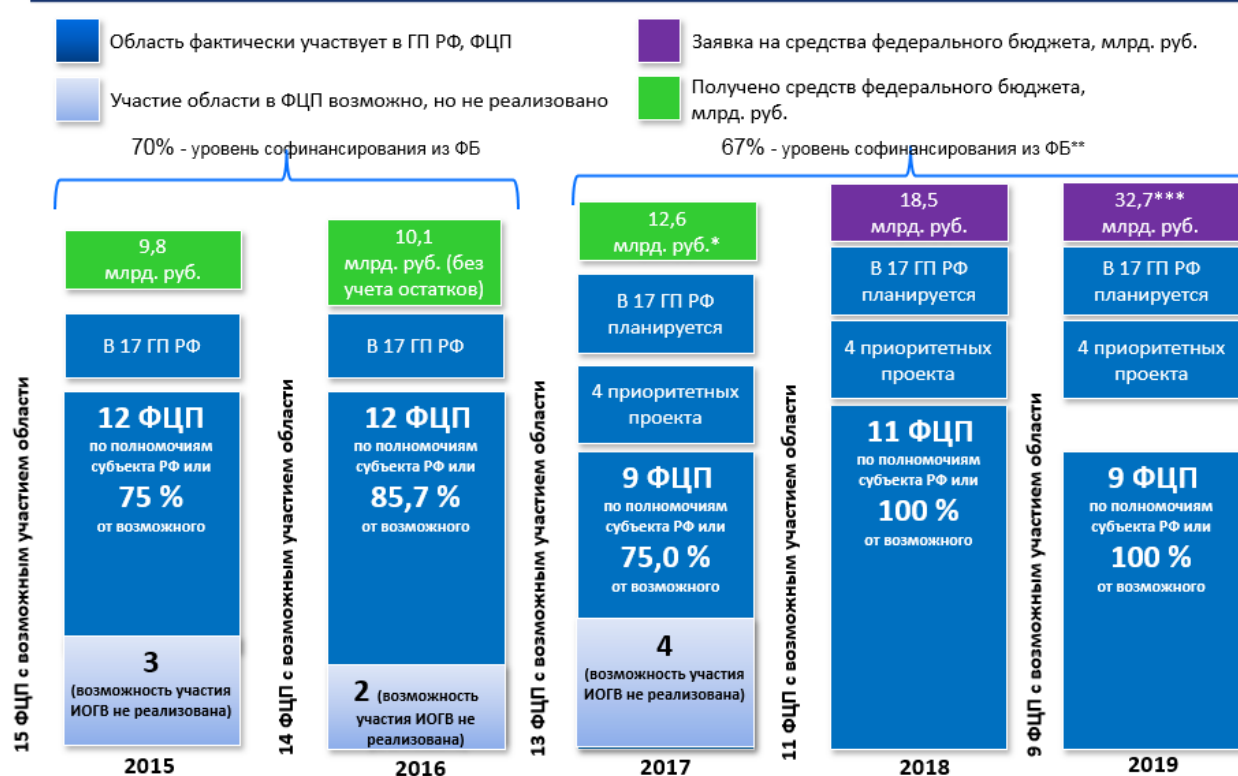 Область фактически участвует в ГП РФ, ФЦП
Заявка на средства федерального бюджета, млрд. руб.
Участие области в ФЦП возможно, но не реализовано
Получено средств федерального бюджета,
млрд. руб.
70% - уровень софинансирования из ФБ
67% - уровень софинансирования из ФБ**
15 ФЦП с возможным участием области
9,8
млрд. руб.
В 17 ГП РФ
12 ФЦП
по полномочиям
субъекта РФ или
75 %
от возможного
3
(возможность участия
ИОГВ не реализована)
2015
14 ФЦП с возможным участием области
10,1
млрд. руб. (без
учета остатков)
В 17 ГП РФ
12 ФЦП
по полномочиям
субъекта РФ или
85,7 %
от возможного
2 (возможность
участия ИОГВ не
реализована)
2016
13 ФЦП с возможным участием области
12,6
млрд. руб.*
В 17 ГП РФ
планируется
4 приоритетных
проекта
9 ФЦП
по полномочиям
субъекта РФ или
75,0 %
от возможного
4
(возможность участия
ИОГВ не реализована)
2017
11 ФЦП с возможным участием области
18,5
млрд. руб.
В 17 ГП РФ
планируется
4 приоритетных
проекта
11 ФЦП
по полномочиям
субъекта РФ или
100 %
от возможного
2018
9 ФЦП с возможным участием области
32,7***
млрд. руб.
В 17 ГП РФ
планируется
4 приоритетных
проекта
9 ФЦП
по полномочиям
субъекта РФ или
100 %
от возможного
2019